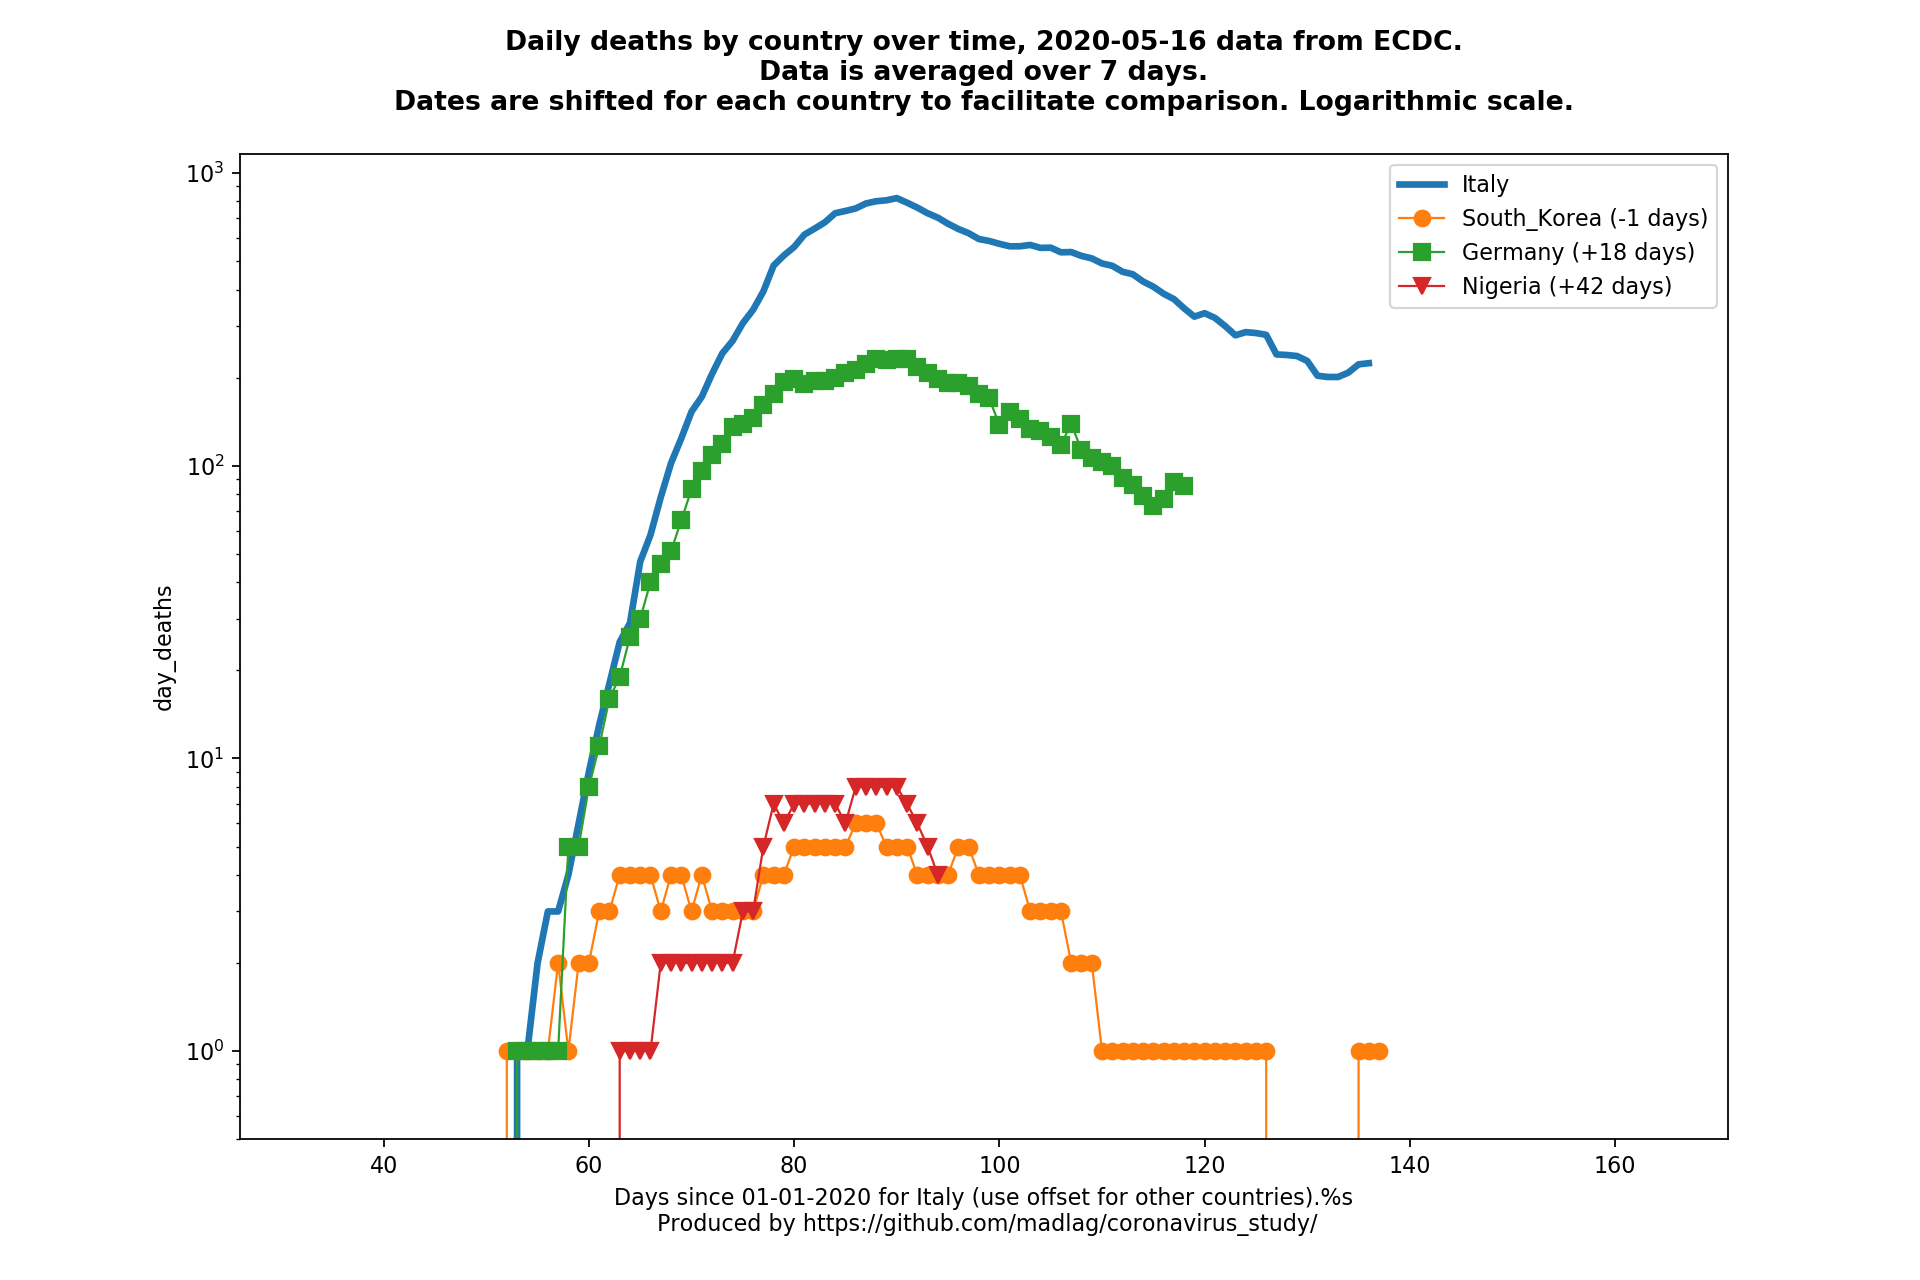 Daily deaths by country over time, 2020-05-16 data from ECDC.
Data is averaged over 7 days.
Dates are shifted for each country to facilitate comparison. Logarithmic scale.
10³
10²
10¹
10⁰
day_deaths
Italy
South_Korea (-1 days)
Germany (+18 days)
Nigeria (+42 days)
40 60 80 100 120 140 160
Days since 01-01-2020 for Italy (use offset for other countries).%s
Produced by https://github.com/madlag/coronavirus_study/